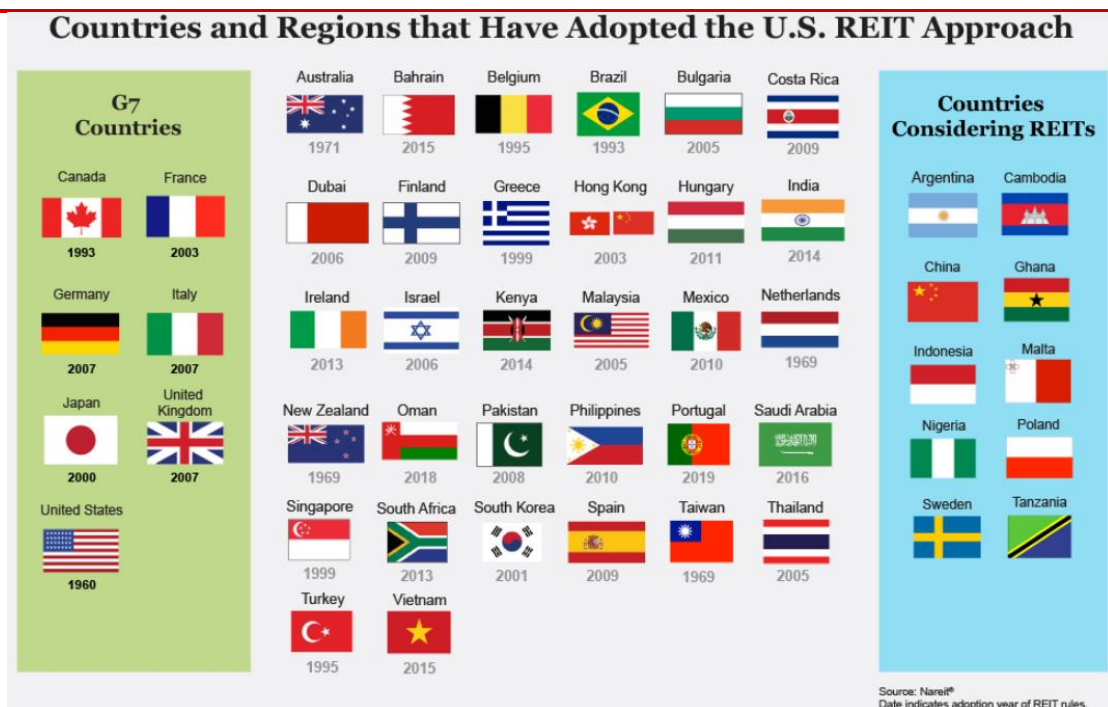 Countries and Regions that Have Adopted the U.S. REIT Approach
G7
Countries
Canada France
1993 2003
Germany Italy
2007 2007
Japan United
Kingdom
2000 2007
United States
1960
Australia Bahrain Belgium Brazil Bulgaria Costa Rica
1971 2015 1995 1993 2005 2009
Dubai Finland Greece Hong Kong Hungary India
2006 2009 1999 2003 2011 2014
Ireland Israel Kenya Malaysia Mexico Netherlands
2013 2006 2014 2005 2010 1969
New Zealand Oman Pakistan Philippines Portugal Saudi Arabia
1969 2018 2008 2010 2019 2016
Singapore South Africa South Korea Spain Taiwan Thailand
1999 2013 2001 2009 1969 2005
Turkey Vietnam
1995 2015
Countries
Considering REITs
Argentina Cambodia
China Ghana
Indonesia Malta
Nigeria Poland
Sweden Tanzania
Source: Nareit®
Date indicates adoption year of REIT rules.